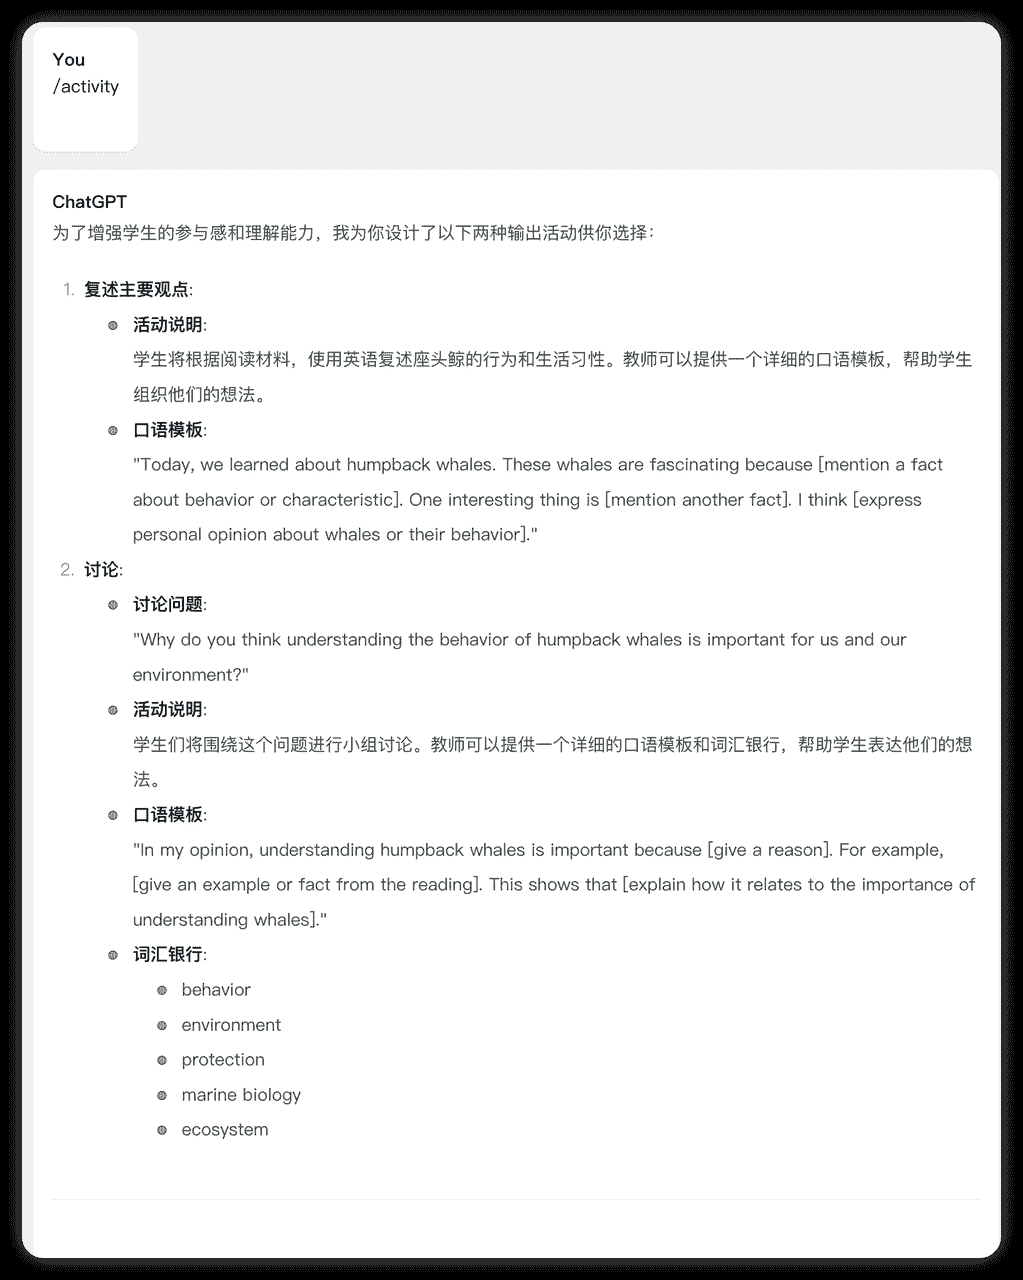 You
/activity
ChatGPT
为了增强学生的参与感和理解能力，我为你设计了以下两种输出活动供你选择：
1. 复述主要观点:
活动说明:
学生将根据阅读材料，使用英语复述座头鲸的行为和生活习性。教师可以提供一个详细的口语模板，帮助学生
组织他们的想法。
口语模板:
"Today, we learned about humpback whales. These whales are fascinating because [mention a fact
about behavior or characteristic]. One interesting thing is [mention another fact]. I think [express
personal opinion about whales or their behavior]."
2. 讨论:
讨论问题:
"Why do you think understanding the behavior of humpback whales is important for us and our
environment?"
活动说明:
学生们将围绕这个问题进行小组讨论。教师可以提供一个详细的口语模板和词汇银行，帮助学生表达他们的想
法。
口语模板:
"In my opinion, understanding humpback whales is important because [give a reason]. For example,
[give an example or fact from the reading]. This shows that [explain how it relates to the importance of
understanding whales]."
词汇银行:
behavior
environment
protection
marine biology
ecosystem